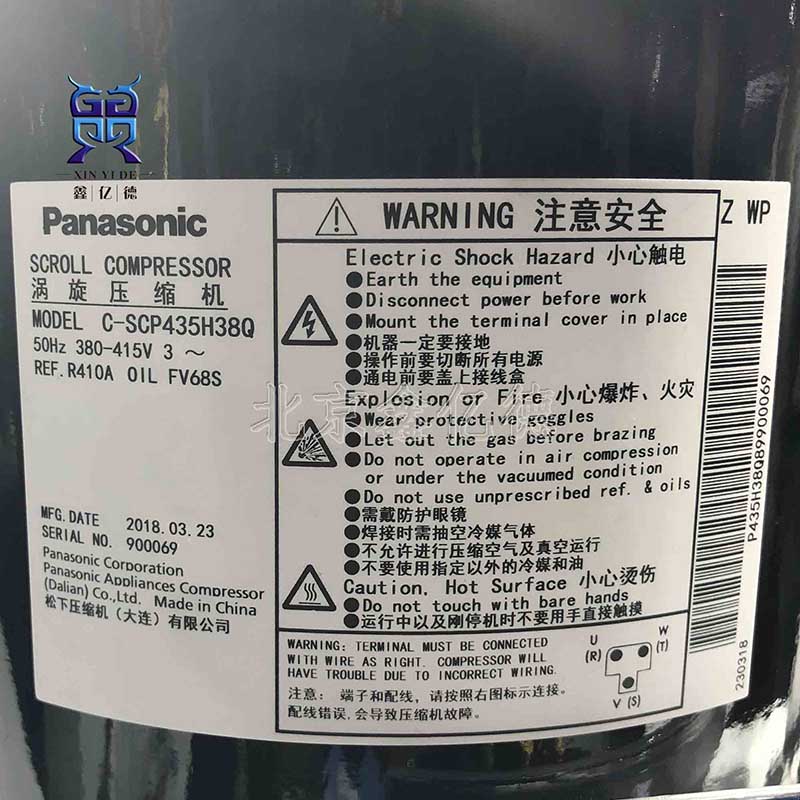 XIN YI DE
鑫亿德
Panasonic
SCROLL COMPRESSOR
涡旋压缩机
MODEL C-SCP435H38Q
50Hz 380-415V 3 ～
REF.R410A OIL FV68S
MFG.DATE 2018.03.23
SERIAL NO. 900069
Panasonic Corporation
Panasonic Appliances Compressor
(Dalian) Co.,Ltd. Made in China
松下压缩机（大连）有限公司
WARNING 注意安全
Electric Shock Hazard 小心触电
●Earth the equipment
●Disconnect power before work
●Mount the terminal cover in place
●机器一定要接地
●操作前要切断所有电源
●通电前要盖上接线盒
Explosion or Fire 小心爆炸、火灾
●Wear protective goggles
●Let out the gas before brazing
●Do not operate in air compression
or under the vacuumed condition
●Do not use unprescribed ref. & oils
●需戴防护眼镜
●焊接时需抽空冷媒气体
●不允许进行压缩空气及真空运行
●不要使用指定以外的冷媒和油
Caution, Hot Surface 小心烫伤
●Do not touch with bare hands
●运行中以及刚停机时不要用手直接触摸
WARNING: TERMINAL MUST BE CONNECTED
WITH WIRE AS RIGHT. COMPRESSOR WILL
HAVE TROUBLE DUE TO INCORRECT WIRING.
注意: 端子和配线, 请按照右图标示连接。
配线错误, 会导致压缩机故障。
U
(R)
W
(T)
V (S)
Z WP
P435H38Q89900069
230318
北京鑫亿德